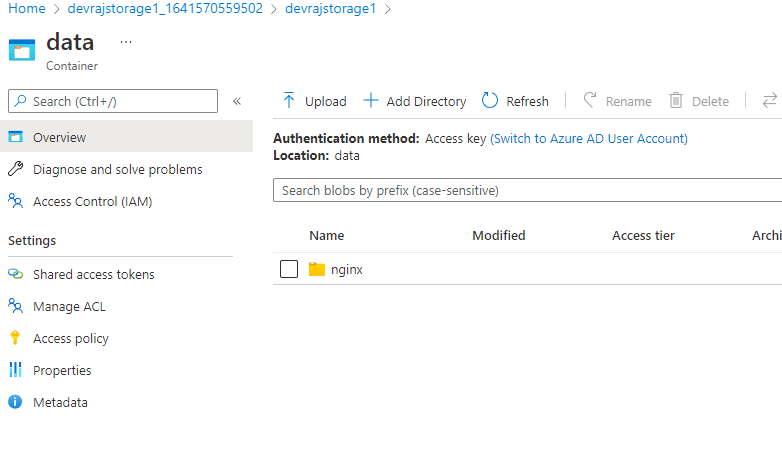 Home > devrajstorage1_1641570559502 > devrajstorage1 >
data ...
Container
Search (Ctrl+/) «
Overview
Diagnose and solve problems
Access Control (IAM)
Settings
Shared access tokens
Manage ACL
Access policy
Properties
Metadata
Upload Add Directory Refresh Rename Delete
Authentication method: Access key (Switch to Azure AD User Account)
Location: data
Search blobs by prefix (case-sensitive)
Name Modified Access tier Archi
nginx